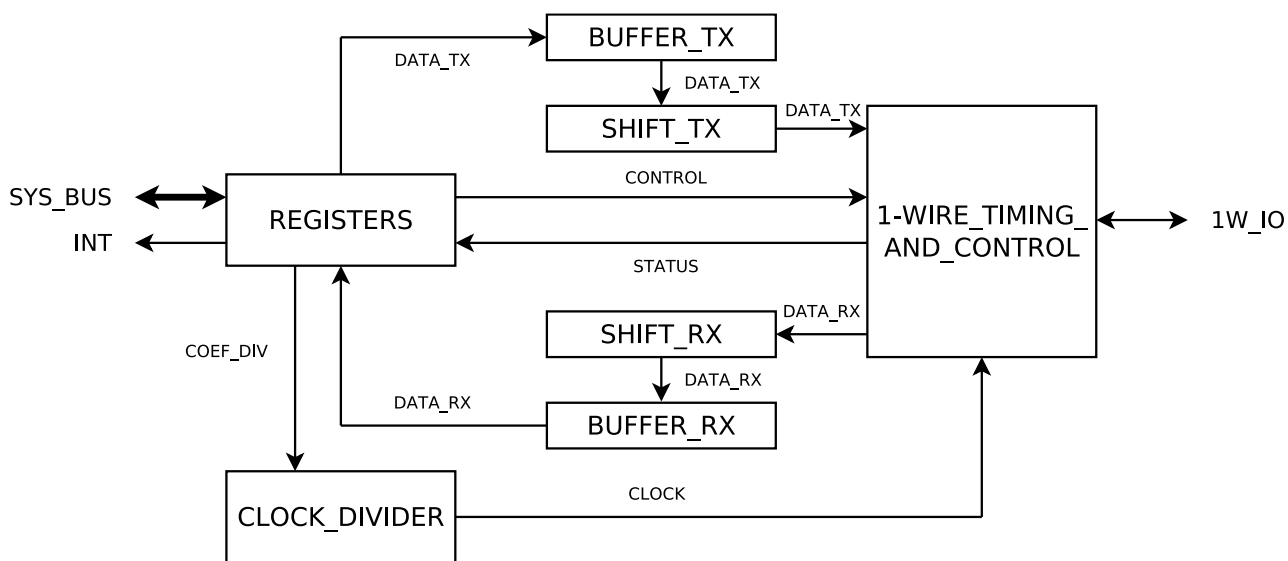 BUFFER_TX
DATA_TX
DATA_TX
SHIFT_TX
DATA_TX
SYS_BUS
INT
REGISTERS
CONTROL
STATUS
1-WIRE_TIMING_
AND_CONTROL
1W_IO
COEF_DIV
SHIFT_RX
DATA_RX
DATA_RX
BUFFER_RX
DATA_RX
CLOCK_DIVIDER
CLOCK